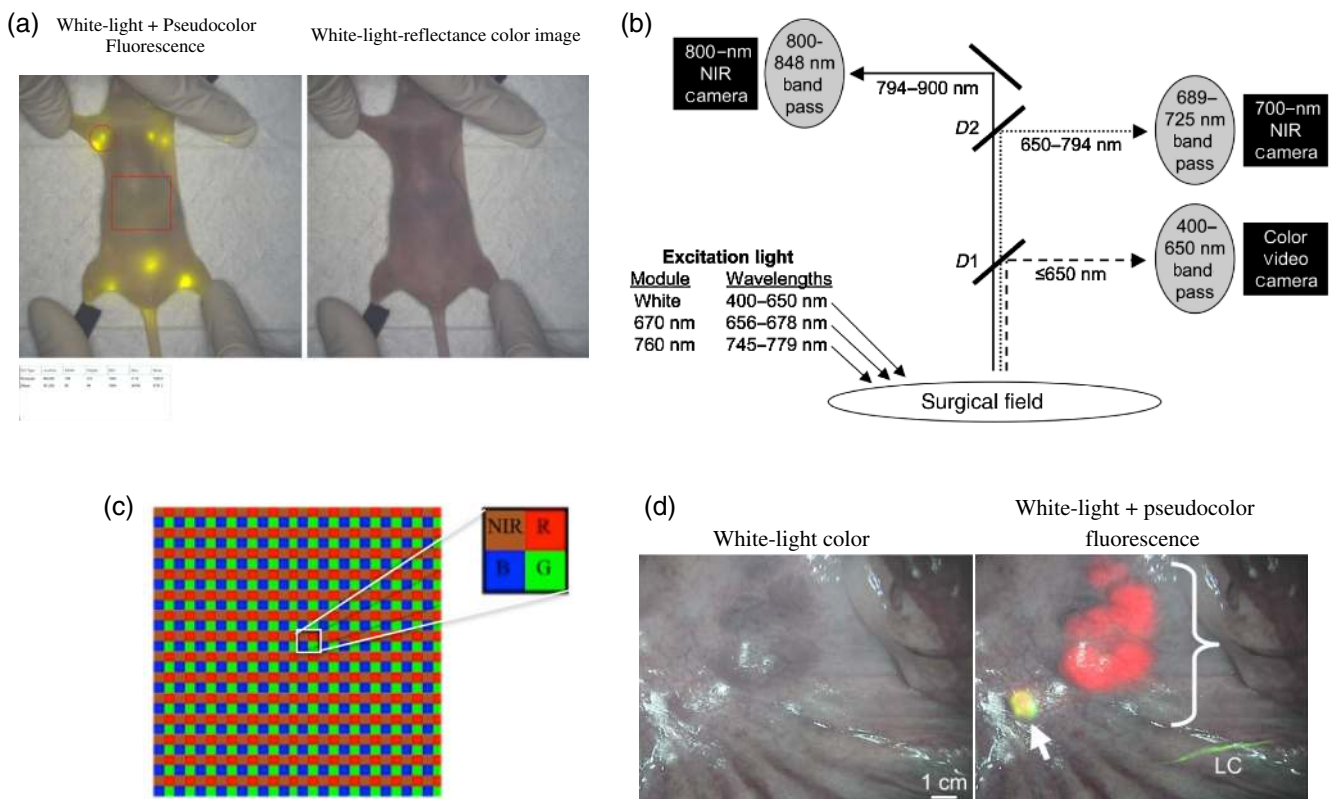 (a)
White-light + Pseudocolor
Fluorescence
White-light-reflectance color image
(b)
800–nm
NIR
camera
800-
848 nm
band
pass
794–900 nm
D2
650–794 nm
689–
725 nm
band
pass
700–nm
NIR
camera
D1
≤650 nm
400–
650 nm
band
pass
Color
video
camera
Excitation light
Module Wavelengths
White 400–650 nm
670 nm 656–678 nm
760 nm 745–779 nm
Surgical field
(c)
NIR R
B G
(d)
White-light color
White-light + pseudocolor
fluorescence
1 cm
LC